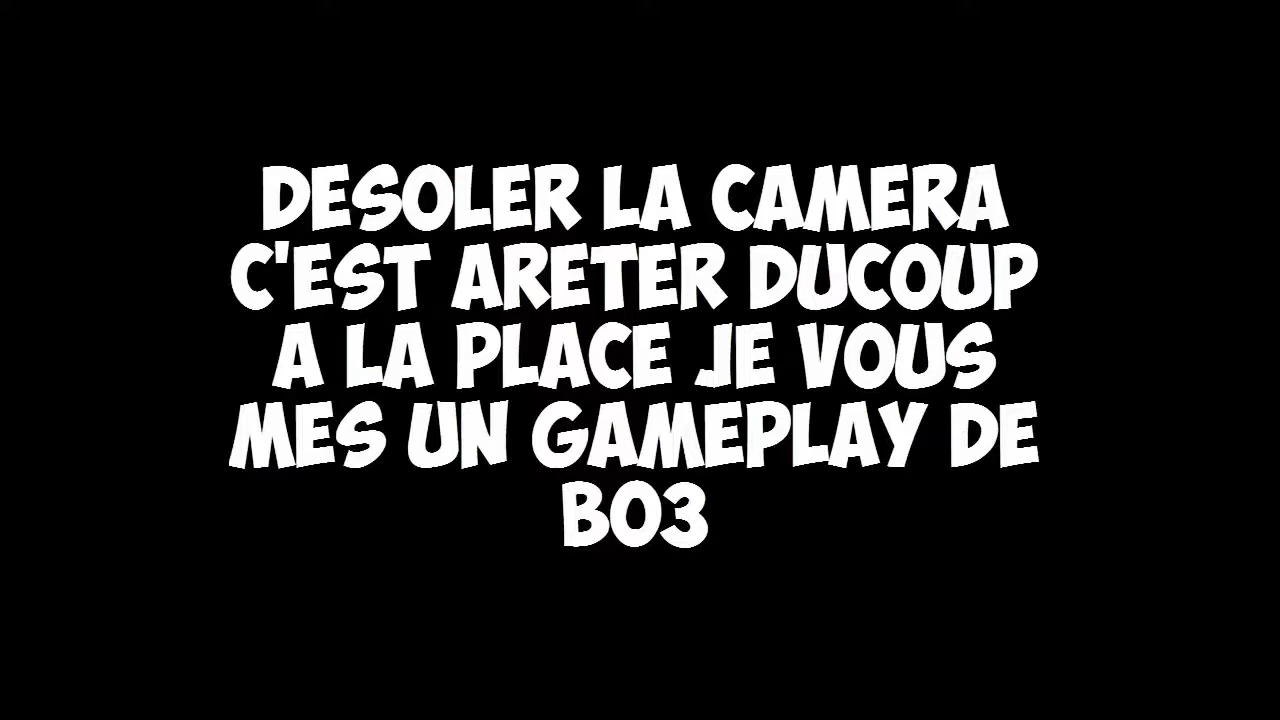 DESOLER LA CAMERA
C'EST ARETER DUCOUP
A LA PLACE JE VOUS
MES UN GAMEPLAY DE
BO3